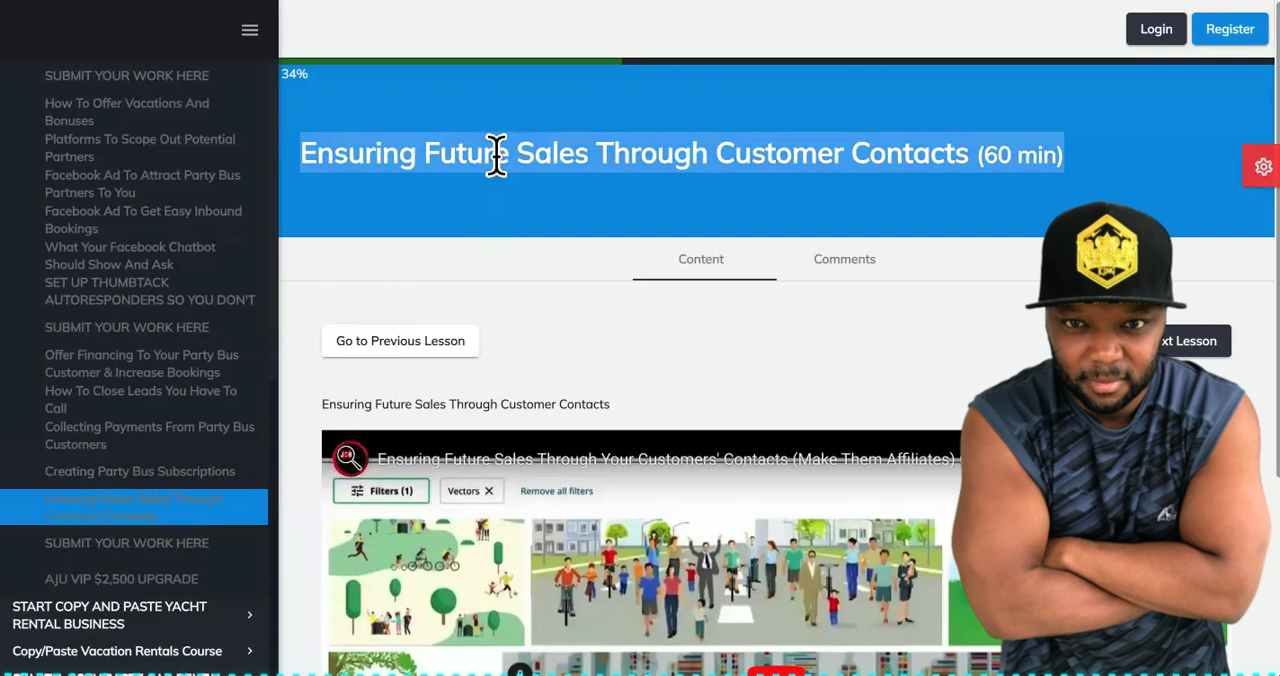 Login
Register
34%
SUBMIT YOUR WORK HERE
How To Offer Vacations And
Bonuses
Platforms To Scope Out Potential
Partners
Facebook Ad To Attract Party Bus
Partners To You
Facebook Ad To Get Easy Inbound
Bookings
What Your Facebook Chatbot
Should Show And Ask
SET UP THUMBTACK
AUTORESPONDERS SO YOU DON'T
SUBMIT YOUR WORK HERE
Offer Financing To Your Party Bus
Customer & Increase Bookings
How To Close Leads You Have To
Call
Collecting Payments From Party Bus
Customers
Creating Party Bus Subscriptions
Ensuring Future Sales Through
Customer Contacts
SUBMIT YOUR WORK HERE
AJU VIP $2,500 UPGRADE
START COPY AND PASTE YACHT
RENTAL BUSINESS
Copy/Paste Vacation Rentals Course
Ensuring Future Sales Through Customer Contacts (60 min)
Content
Comments
Go to Previous Lesson
xt Lesson
Ensuring Future Sales Through Customer Contacts
Ensuring Future Sales Through Your Customers' Contacts (Make Them Affiliates)
Filters (1)
Vectors
Remove all filters